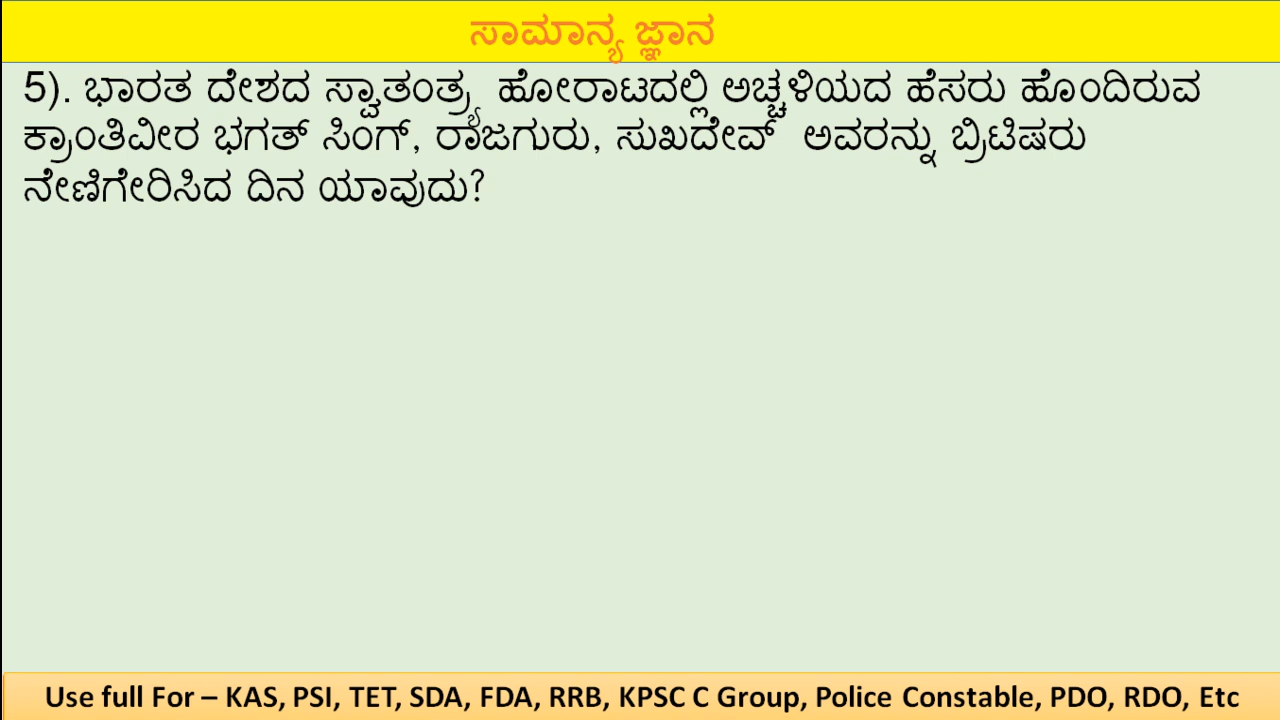 ಸಾಮಾನ್ಯ ಜ್ಞಾನ
5). ಭಾರತ ದೇಶದ ಸ್ವಾತಂತ್ರ್ಯ ಹೋರಾಟದಲ್ಲಿ ಅಚ್ಚಳಿಯದ ಹೆಸರು ಹೊಂದಿರುವ
ಕ್ರಾಂತಿವೀರ ಭಗತ್ ಸಿಂಗ್, ರಾಜಗುರು, ಸುಖದೇವ್ ಅವರನ್ನು ಬ್ರಿಟಿಷರು
ನೇಣಿಗೇರಿಸಿದ ದಿನ ಯಾವುದು?
Use full For – KAS, PSI, TET, SDA, FDA, RRB, KPSC C Group, Police Constable, PDO, RDO, Etc